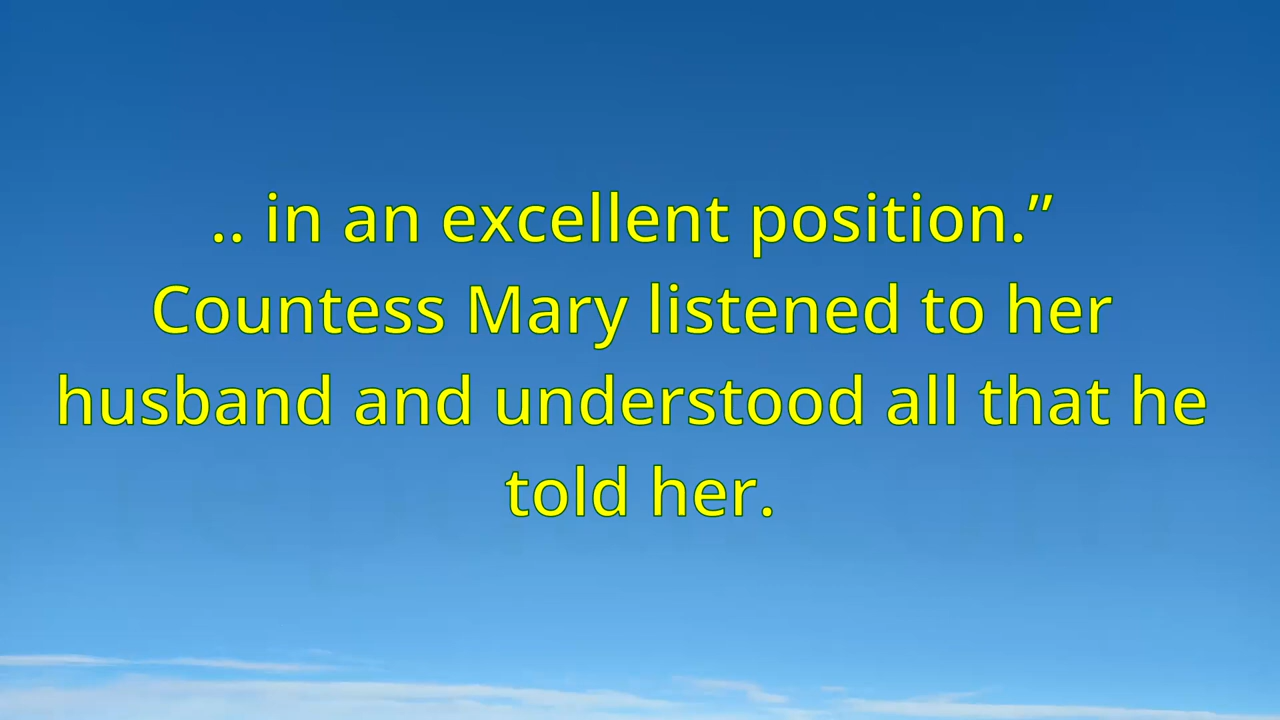 .. in an excellent position.”
Countess Mary listened to her
husband and understood all that he
told her.